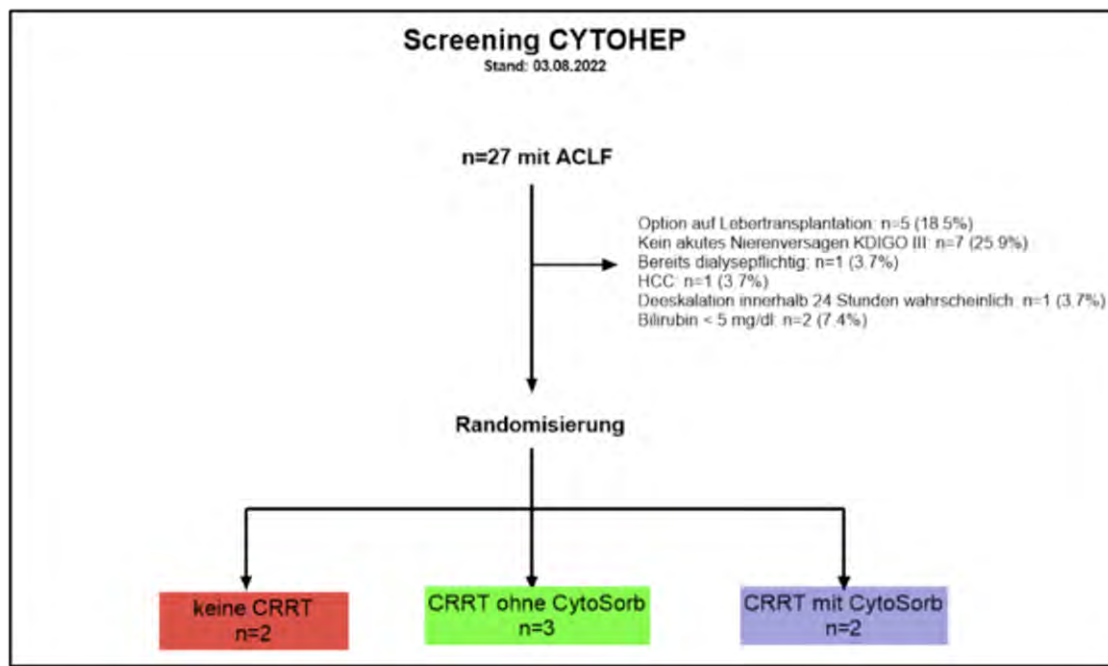 Screening CYTOHEP
Stand: 03.08.2022
n=27 mit ACLF
Option auf Lebertransplantation: n=5 (18.5%)
Kein akutes Nierenversagen KDIGO III: n=7 (25.9%)
Bereits dialysepflichtig: n=1 (3.7%)
HCC: n=1 (3.7%)
Deeskalation innerhalb 24 Stunden wahrscheinlich: n=1 (3.7%)
Bilirubin < 5 mg/dl: n=2 (7.4%)
Randomisierung
keine CRRT
n=2
CRRT ohne CytoSorb
n=3
CRRT mit CytoSorb
n=2